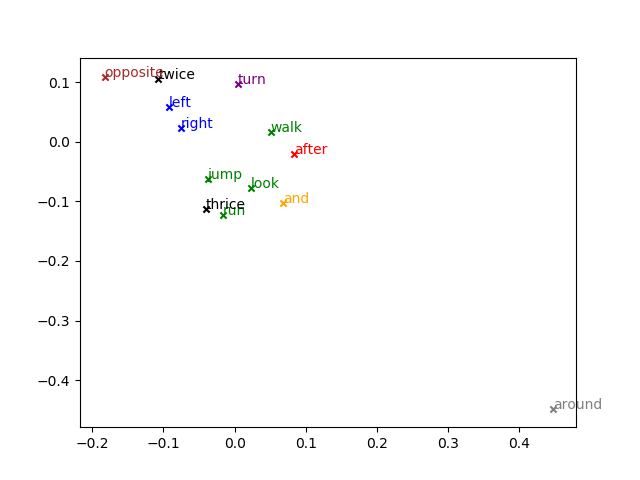 0.1
0.0
−0.1
−0.2
−0.3
−0.4
opposite
twice
turn
left
right
walk
after
jump
look
thrice
run
and
around
−0.2 −0.1 0.0 0.1 0.2 0.3 0.4